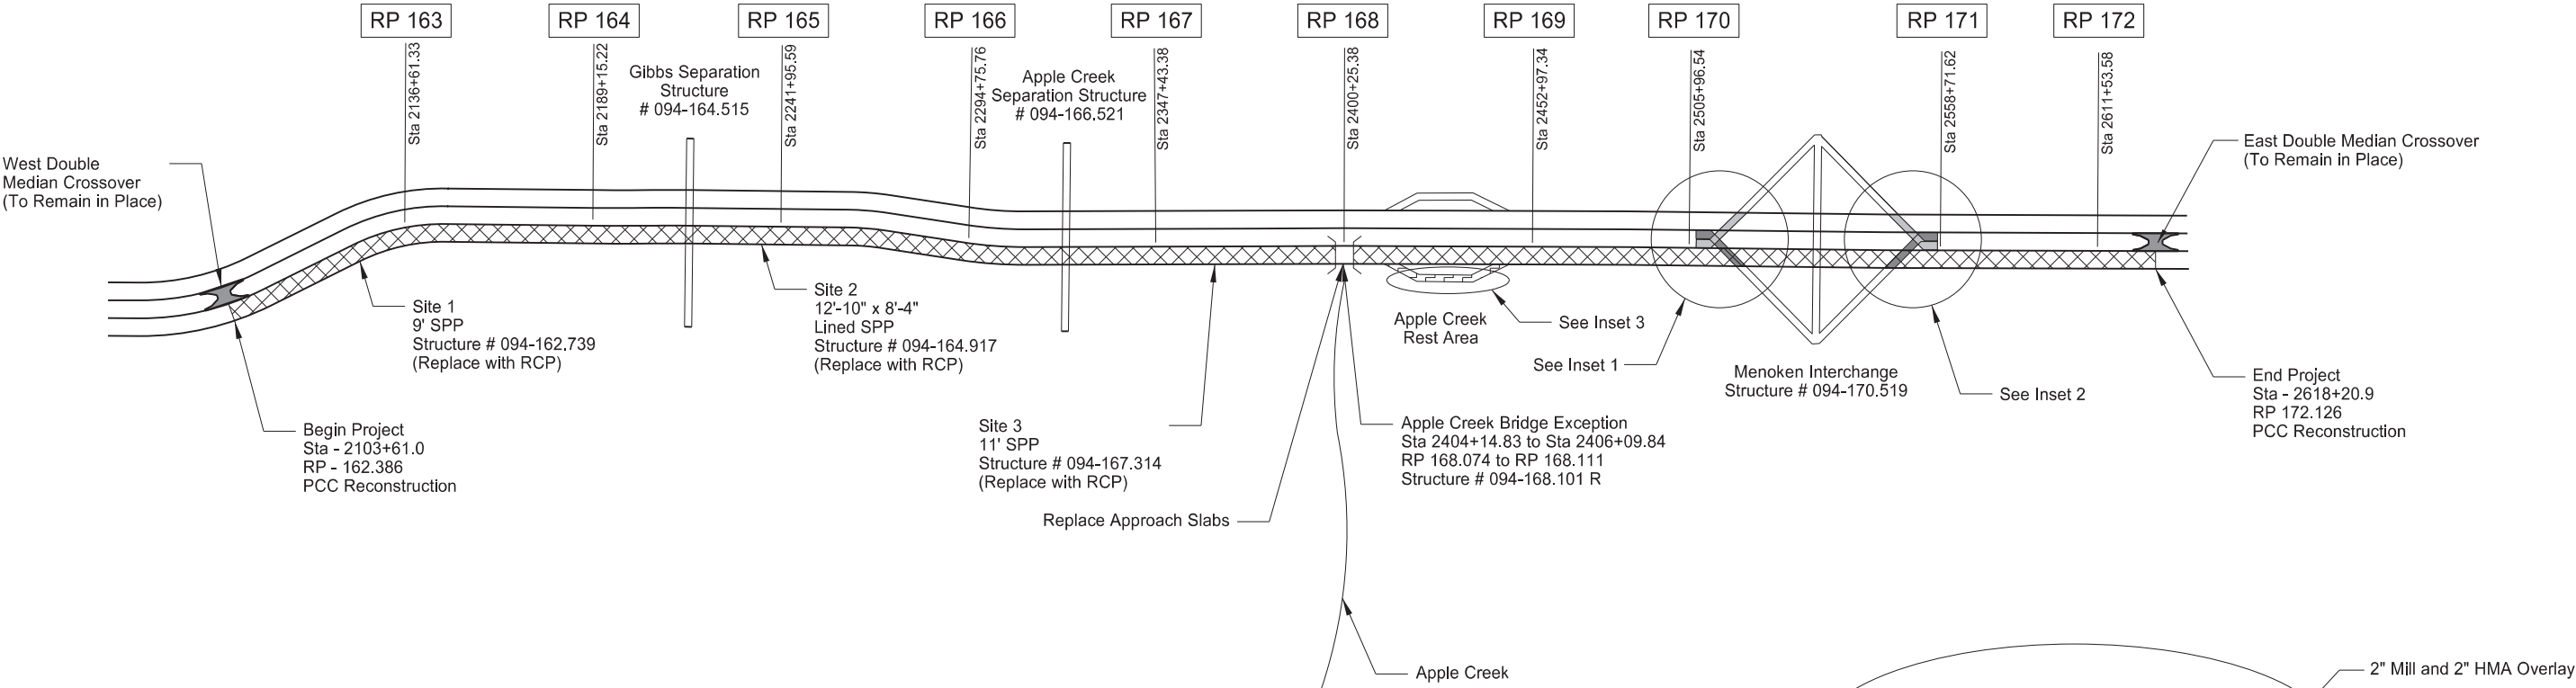 RP 163
RP 164
RP 165
RP 166
RP 167
RP 168
RP 169
RP 170
RP 171
RP 172
Sta 2136+61.33
Sta 2189+15.22
Sta 2241+95.59
Sta 2294+75.76
Sta 2347+43.38
Sta 2400+25.38
Sta 2452+97.34
Sta 2505+96.54
Sta 2558+71.62
Sta 2611+53.58
Gibbs Separation
Structure
# 094-164.515
Apple Creek
Separation Structure
# 094-166.521
West Double
Median Crossover
(To Remain in Place)
East Double Median Crossover
(To Remain in Place)
Site 1
9' SPP
Structure # 094-162.739
(Replace with RCP)
Site 2
12'-10" x 8'-4"
Lined SPP
Structure # 094-164.917
(Replace with RCP)
Apple Creek
Rest Area
See Inset 3
See Inset 1
Menoken Interchange
Structure # 094-170.519
See Inset 2
End Project
Sta - 2618+20.9
RP 172.126
PCC Reconstruction
Begin Project
Sta - 2103+61.0
RP - 162.386
PCC Reconstruction
Site 3
11' SPP
Structure # 094-167.314
(Replace with RCP)
Apple Creek Bridge Exception
Sta 2404+14.83 to Sta 2406+09.84
RP 168.074 to RP 168.111
Structure # 094-168.101 R
Replace Approach Slabs
Apple Creek
2" Mill and 2" HMA Overlay